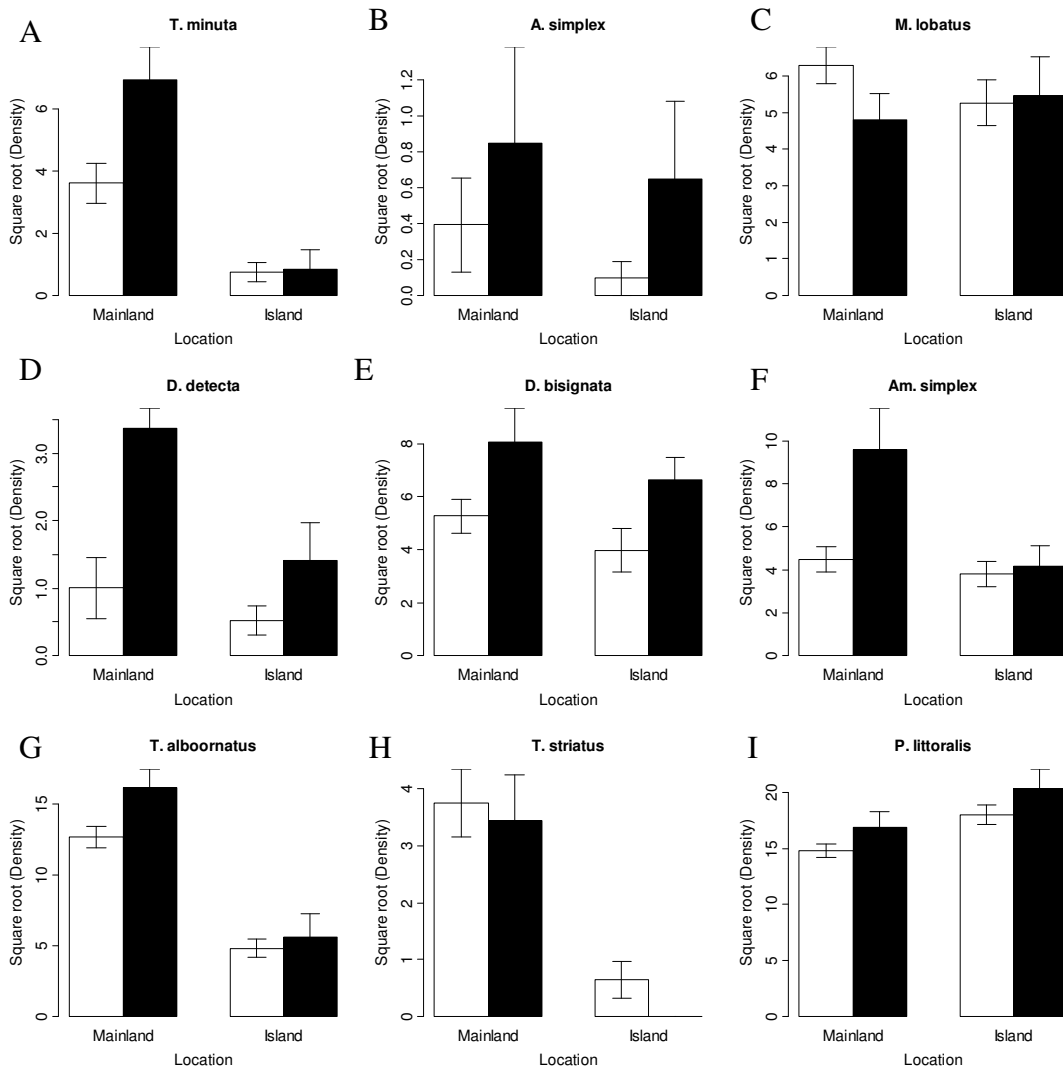 A
T. minuta
Square root (Density)
0 2 4 6
Mainland Island
Location
B
A. simplex
Square root (Density)
0.0 0.2 0.4 0.6 0.8 1.0 1.2
Mainland Island
Location
C
M. lobatus
Square root (Density)
0 1 2 3 4 5 6
Mainland Island
Location
D
D. detecta
Square root (Density)
0.0 1.0 2.0 3.0
Mainland Island
Location
E
D. bisignata
Square root (Density)
0 2 4 6 8
Mainland Island
Location
F
Am. simplex
Square root (Density)
0 2 4 6 8 10
Mainland Island
Location
G
T. alboornatus
Square root (Density)
0 5 10 15
Mainland Island
Location
H
T. striatus
Square root (Density)
0 1 2 3 4
Mainland Island
Location
I
P. littoralis
Square root (Density)
0 5 10 15 20
Mainland Island
Location